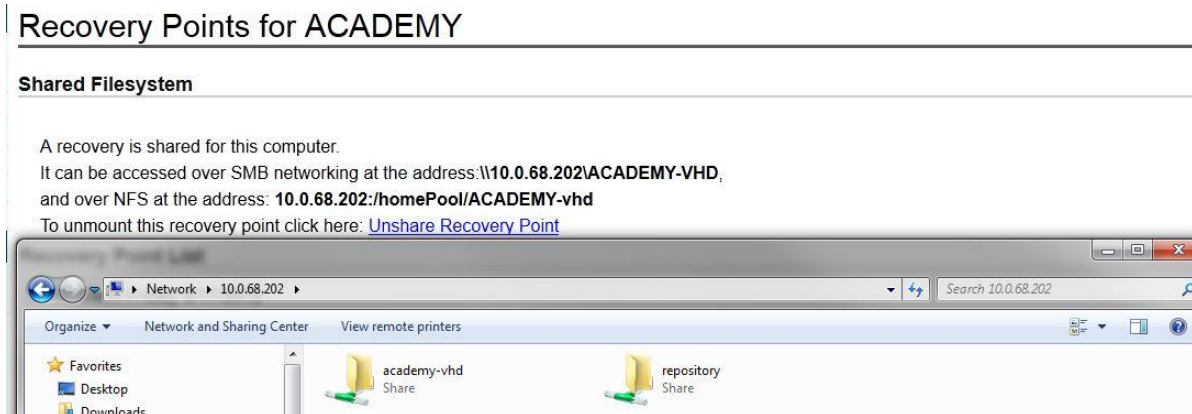 Recovery Points for ACADEMY
Shared Filesystem
A recovery is shared for this computer.
It can be accessed over SMB networking at the address:\\10.0.68.202\ACADEMY-VHD,
and over NFS at the address: 10.0.68.202:/homePool/ACADEMY-vhd
To unmount this recovery point click here: Unshare Recovery Point
Recovery Point List
Network ▸ 10.0.68.202 ▸
Search 10.0.68.202
Organize Network and Sharing Center View remote printers
Favorites
Desktop
Downloads
academy-vhd
Share
repository
Share